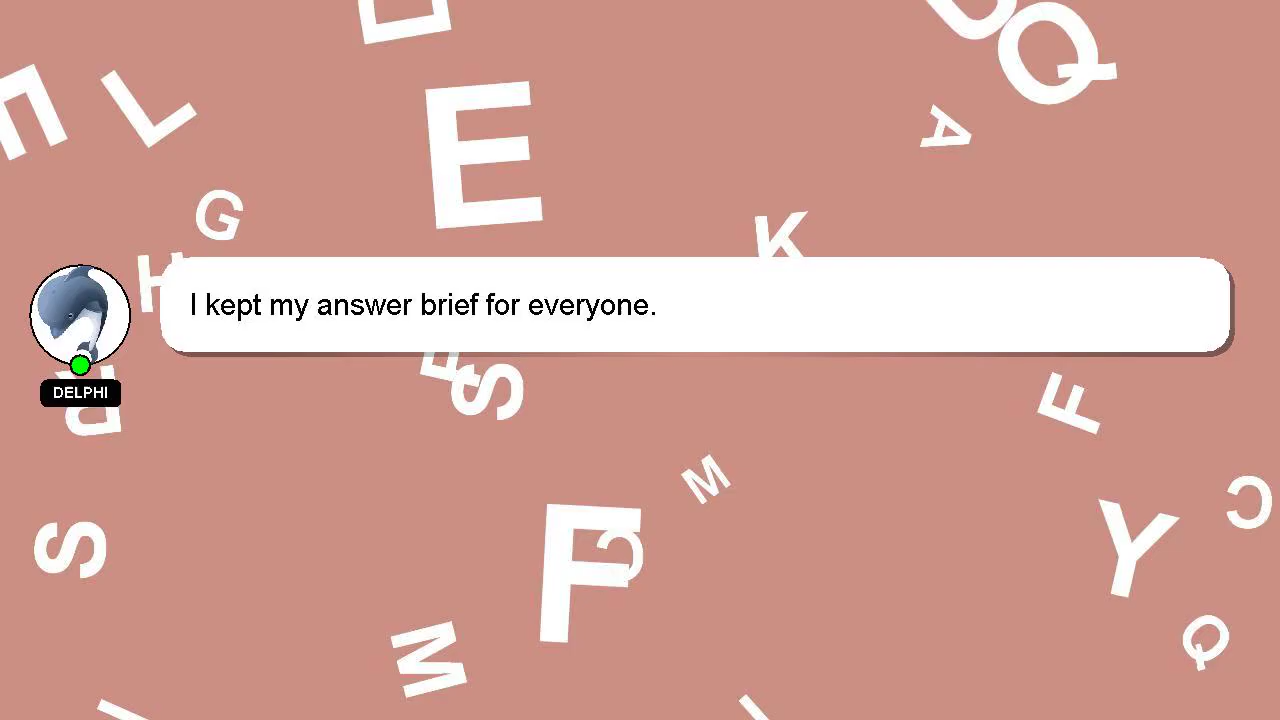 I kept my answer brief for everyone.
DELPHI
E
L
G
H
K
A
Q
E
S
R
F
M
S
F
C
Y
C
Q
M